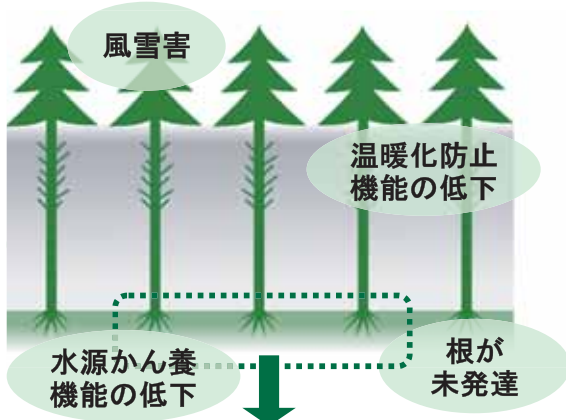 風雪害
温暖化防止
機能の低下
水源かん養
機能の低下
根が
未発達